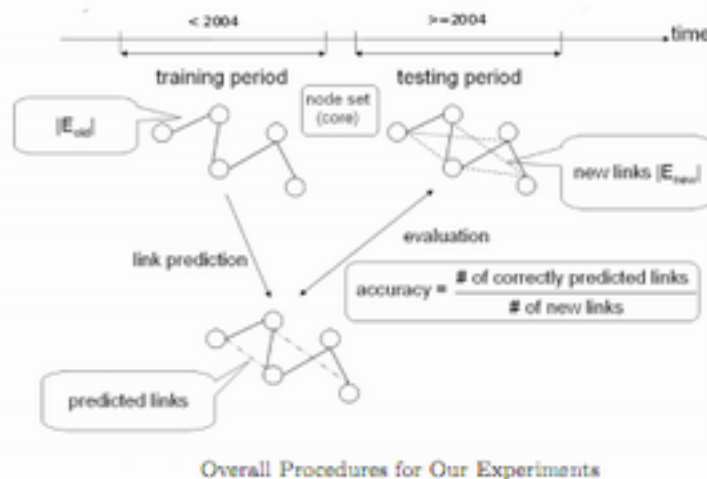 < 2004
>=2004
time
training period
testing period
|E_old|
node set
(core)
new links |E_new|
link prediction
evaluation
accuracy = # of correctly predicted links
# of new links
predicted links
Overall Procedures for Our Experiments